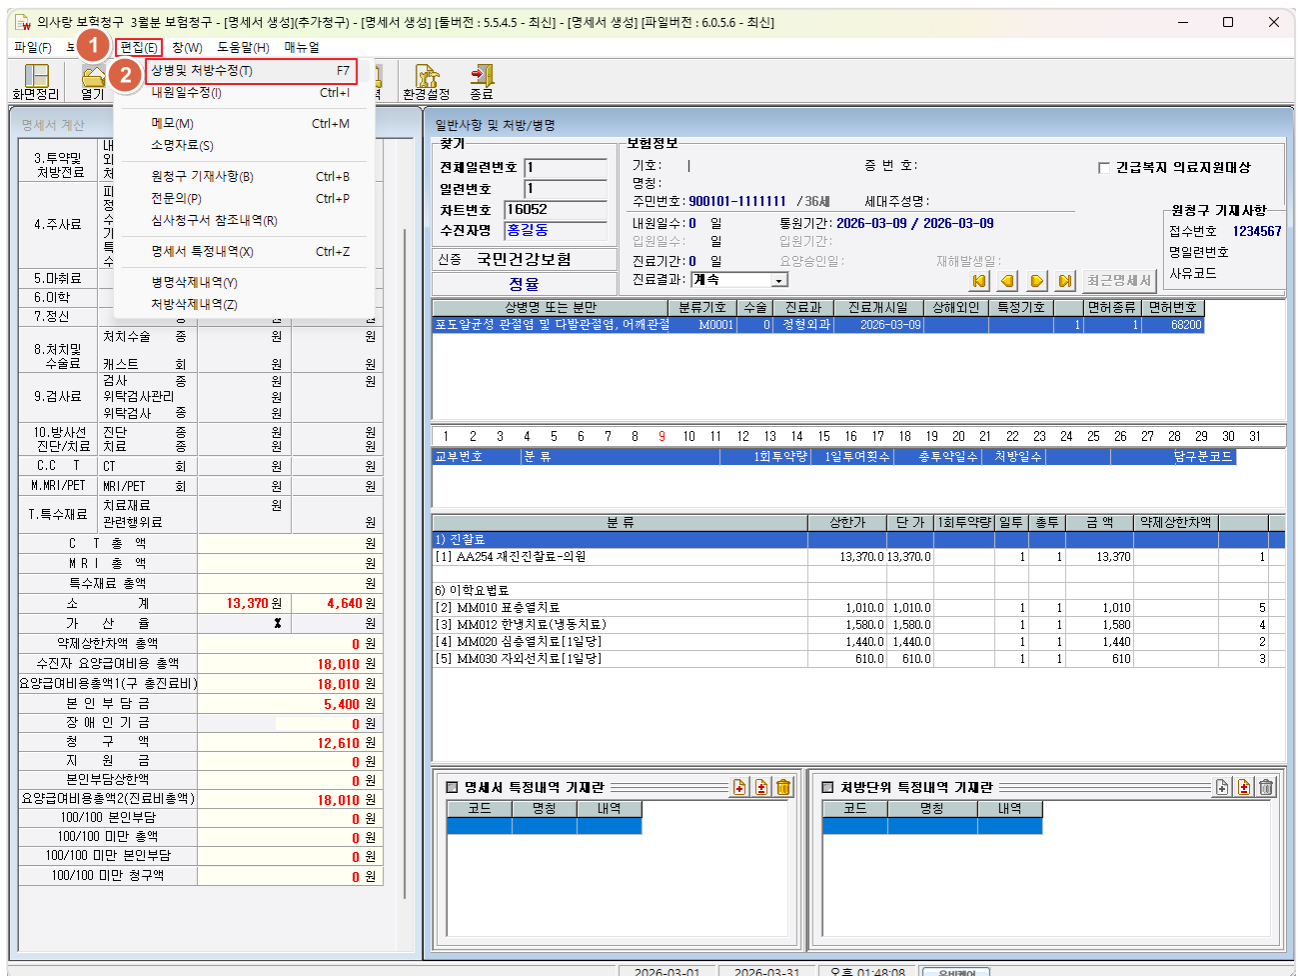 의사랑 보험청구  3월분 보험청구 - [명세서 생성](추가청구) - [명세서 생성] [툴버전 : 5.5.4.5 - 최신] - [명세서 생성] [파일버전 : 6.0.5.6 - 최신]
파일(F) 편집(E) 창(W) 도움말(H) 매뉴얼
1
2
화면정리 열기 환경설정 종료
상병및 처방수정(T) F7
내원일수정(I) Ctrl+I
메모(M) Ctrl+M
소명자료(S)
원청구 기재사항(B) Ctrl+B
전문의(P) Ctrl+P
심사청구서 참조내역(R)
명세서 특정내역(X) Ctrl+Z
병명삭제내역(Y)
처방삭제내역(Z)
명세서 계산
3.투약및
처방전료
4.주사료
5.마취료
6.이학
7.정신
8.처치및
수술료
처치수술 종 원 원
캐스트 회 원 원
9.검사료
검사 종 원 원
위탁검사관리 원
위탁검사 종 원
10.방사선
진단/치료
진단 종 원 원
치료 종 원 원
C.C T CT 회 원 원
M.MRI/PET MRI/PET 회 원 원
T.특수재료
치료재료 원
관련행위료 원
C T 총 액 원
M R I 총 액 원
특수재료 총액 원
소 계 13,370 원 4,640 원
가 산 율 % 원
약제상한차액 총액 0 원
수진자 요양급여비용 총액 18,010 원
요양급여비용총액1(구 총진료비) 18,010 원
본 인 부 담 금 5,400 원
장 애 인 기 금 0 원
청 구 액 12,610 원
지 원 금 0 원
본인부담상한액 0 원
요양급여비용총액2(진료비총액) 18,010 원
100/100 본인부담 0 원
100/100 미만 총액 0 원
100/100 미만 본인부담 0 원
100/100 미만 청구액 0 원
일반사항 및 처방/병명
찾기
전체일련번호 1
일련번호 1
차트번호 16052
수진자명 홍길동
신증 국민건강보험
정율
보험정보
기호: 증 번 호:
명칭:
주민번호: 900101-1111111 /36세 세대주성명:
내원일수: 0 일 통원기간: 2026-03-09 / 2026-03-09
입원일수: 일 입원기간:
진료기간: 0 일 요양승인일: 재해발생일:
진료결과: 계속 최근명세서
긴급복지 의료지원대상
원청구 기재사항
접수번호 1234567
명일련번호
사유코드
상병명 또는 분만 분류기호 수술 진료과 진료개시일 상해외인 특정기호 면허종류 면허번호
포도알균성 관절염 및 다발관절염, 어깨관절 M0001 0 정형외과 2026-03-09 1 1 68200
1 2 3 4 5 6 7 8 9 10 11 12 13 14 15 16 17 18 19 20 21 22 23 24 25 26 27 28 29 30 31
교부번호 분 류 1회투약량 1일투여횟수 총투약일수 처방일수 담구분코드
분 류 상한가 단 가 1회투약량 일투 총투 금 액 약제상한차액
1) 진찰료
[1] AA254 재진진찰료-의원 13,370.0 13,370.0 1 1 13,370 1
6) 이학요법료
[2] MM010 표층열치료 1,010.0 1,010.0 1 1 1,010 5
[3] MM012 한냉치료(냉동치료) 1,580.0 1,580.0 1 1 1,580 4
[4] MM020 심층열치료[1일당] 1,440.0 1,440.0 1 1 1,440 2
[5] MM030 자외선치료[1일당] 610.0 610.0 1 1 610 3
명세서 특정내역 기재란
코드 명칭 내역
처방단위 특정내역 기재란
코드 명칭 내역
2026-03-01 2026-03-31 오후 01:48:08 유비케어